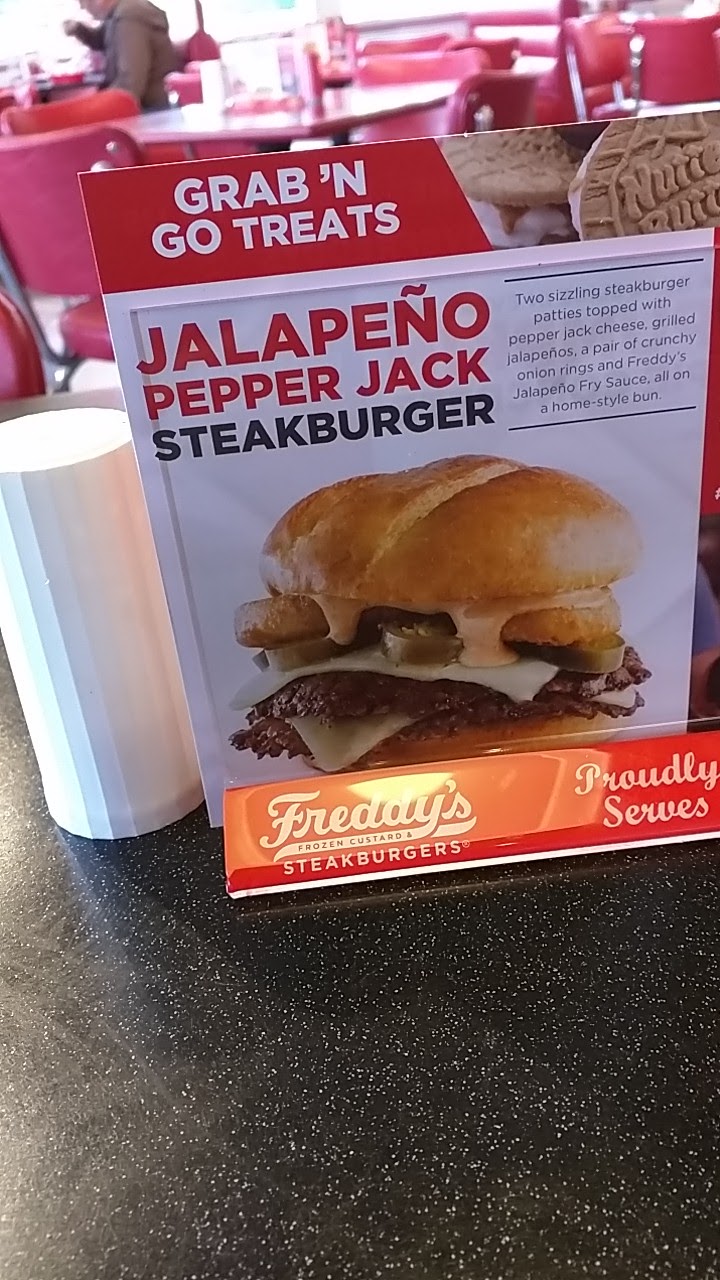 GRAB 'N
GO TREATS
JALAPEÑO
PEPPER JACK
STEAKBURGER
Two sizzling steakburger
patties topped with
pepper jack cheese, grilled
jalapeños, a pair of crunchy
onion rings and Freddy's
Jalapeño Fry Sauce, all on
a home-style bun.
Freddy's
FROZEN CUSTARD &
STEAKBURGERS®
Proudly
Serves